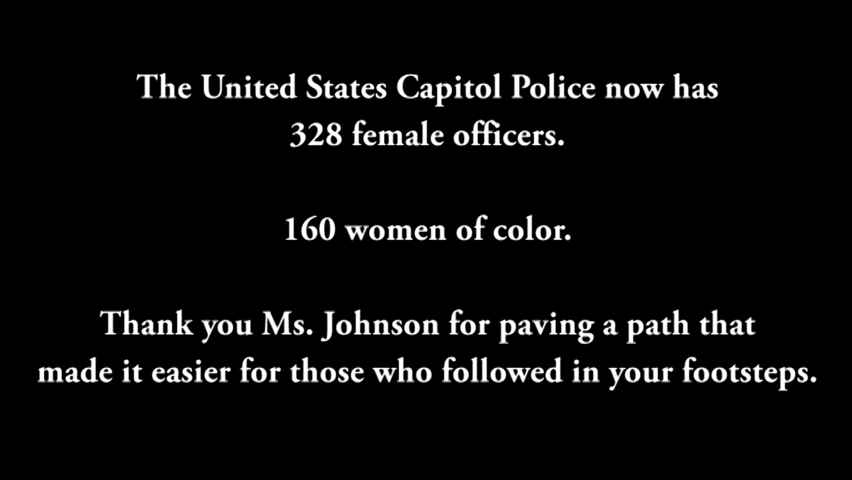 The United States Capitol Police now has
328 female officers.
160 women of color.
Thank you Ms. Johnson for paving a path that
made it easier for those who followed in your footsteps.